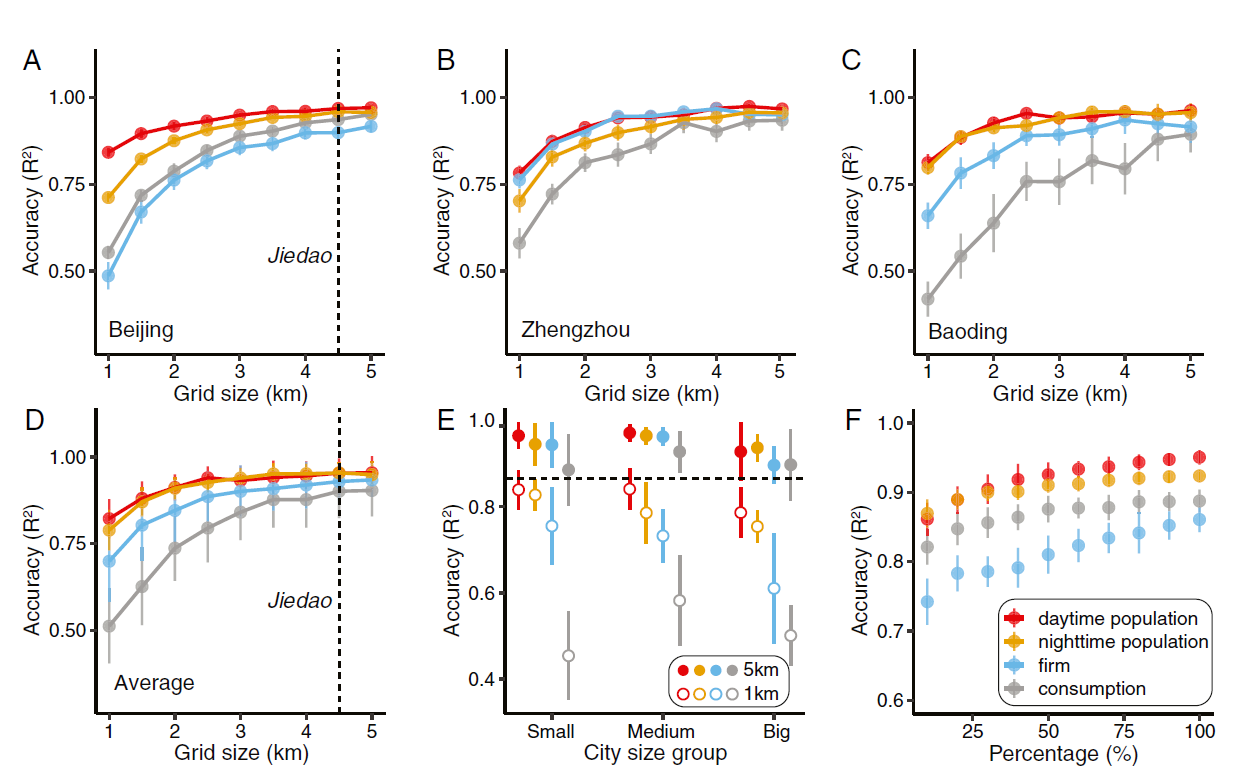 A
Accuracy (R²)
1.00
0.75
0.50
Jiedao
Beijing
1 2 3 4 5
Grid size (km)
B
Accuracy (R²)
1.00
0.75
0.50
Zhengzhou
1 2 3 4 5
Grid size (km)
C
Accuracy (R²)
1.00
0.75
0.50
Baoding
1 2 3 4 5
Grid size (km)
D
Accuracy (R²)
1.00
0.75
0.50
Jiedao
Average
1 2 3 4 5
Grid size (km)
E
Accuracy (R²)
1.0
0.8
0.6
0.4
5km
1km
Small Medium Big
City size group
F
Accuracy (R²)
1.0
0.9
0.8
0.7
0.6
daytime population
nighttime population
firm
consumption
25 50 75 100
Percentage (%)